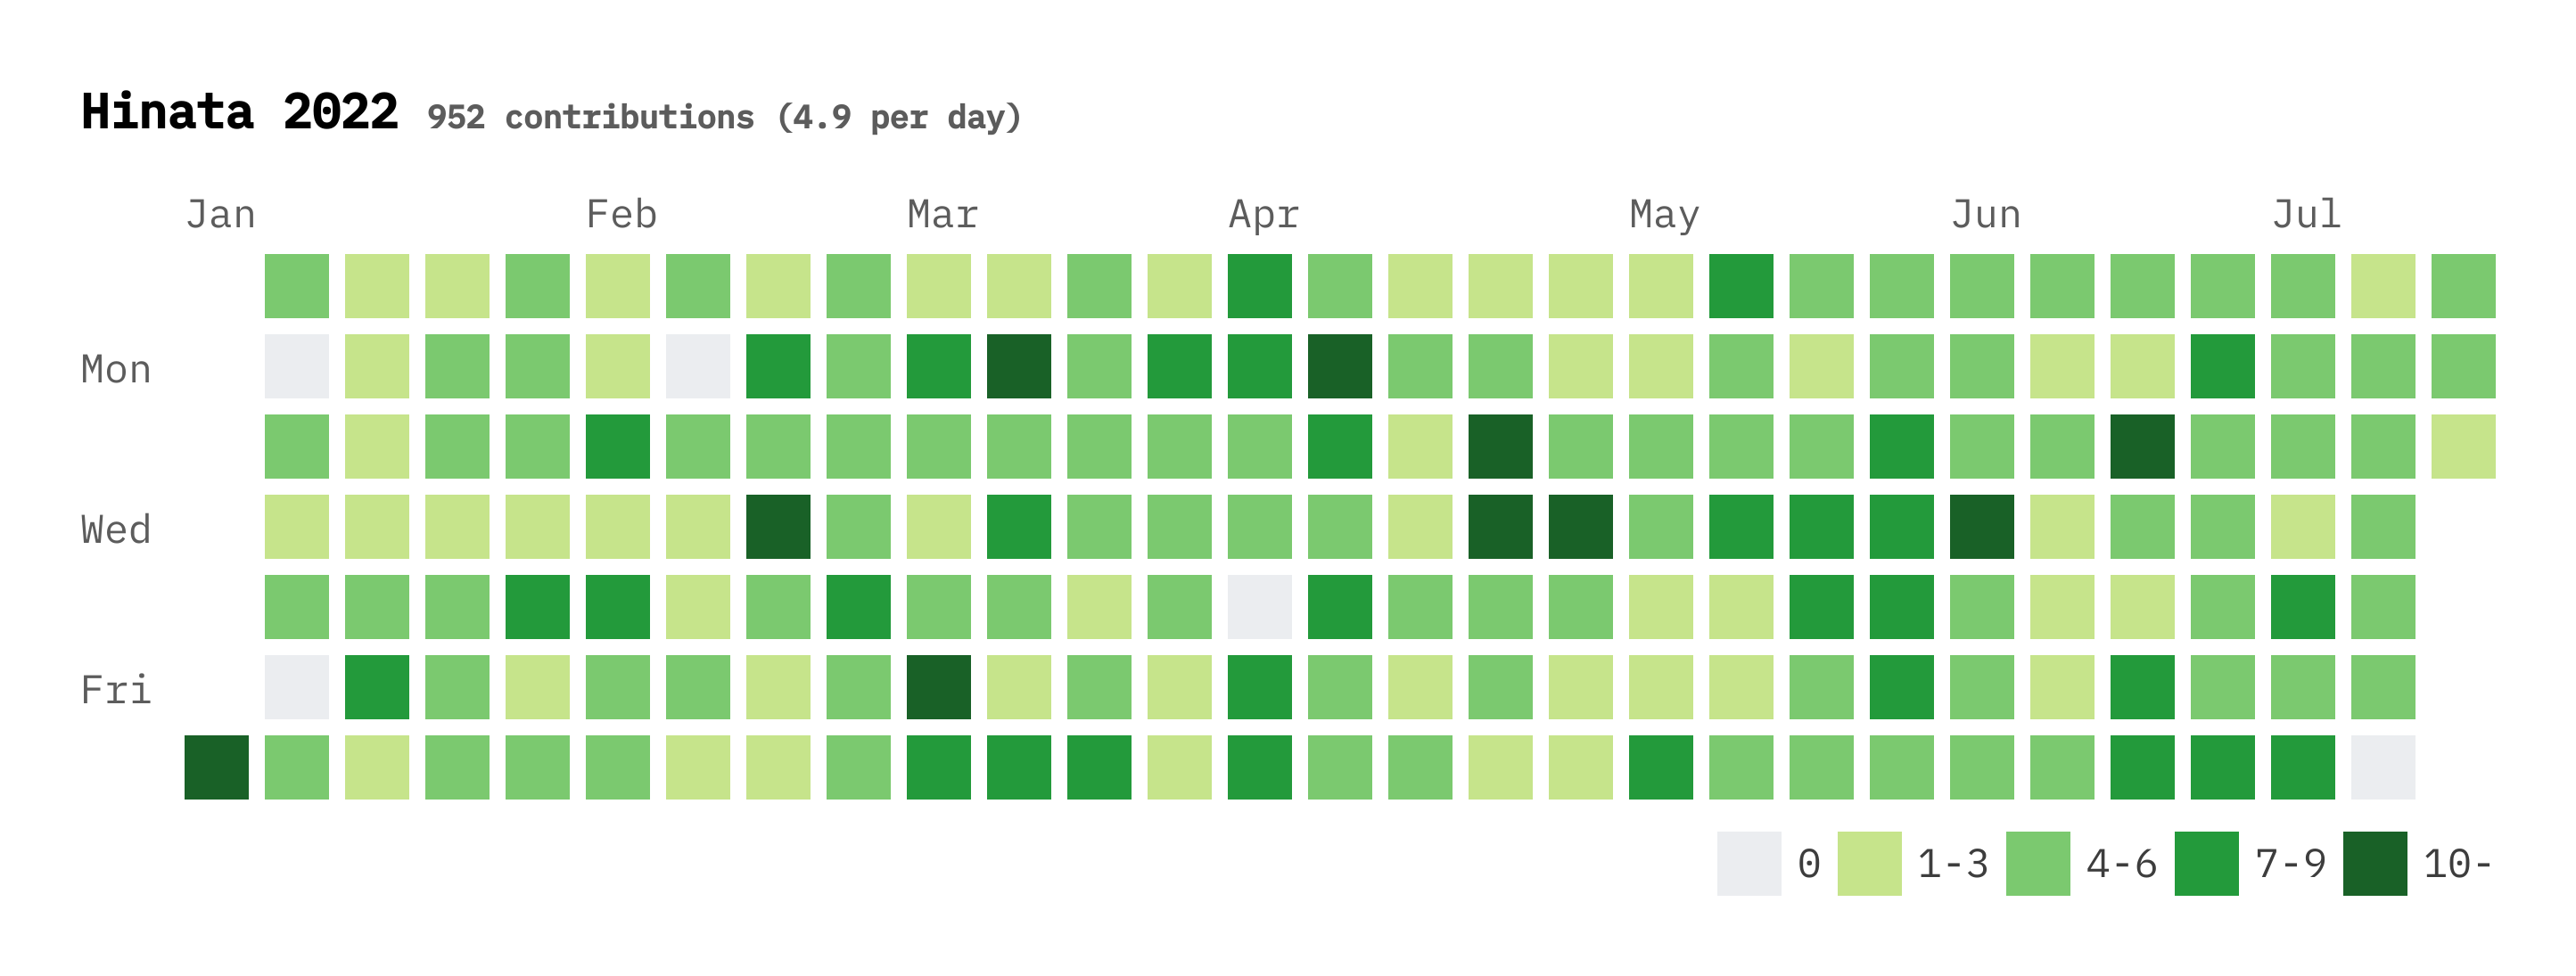 Hinata 2022 952 contributions (4.9 per day)
Jan Feb Mar Apr May Jun Jul
Mon
Wed
Fri
0 1-3 4-6 7-9 10-